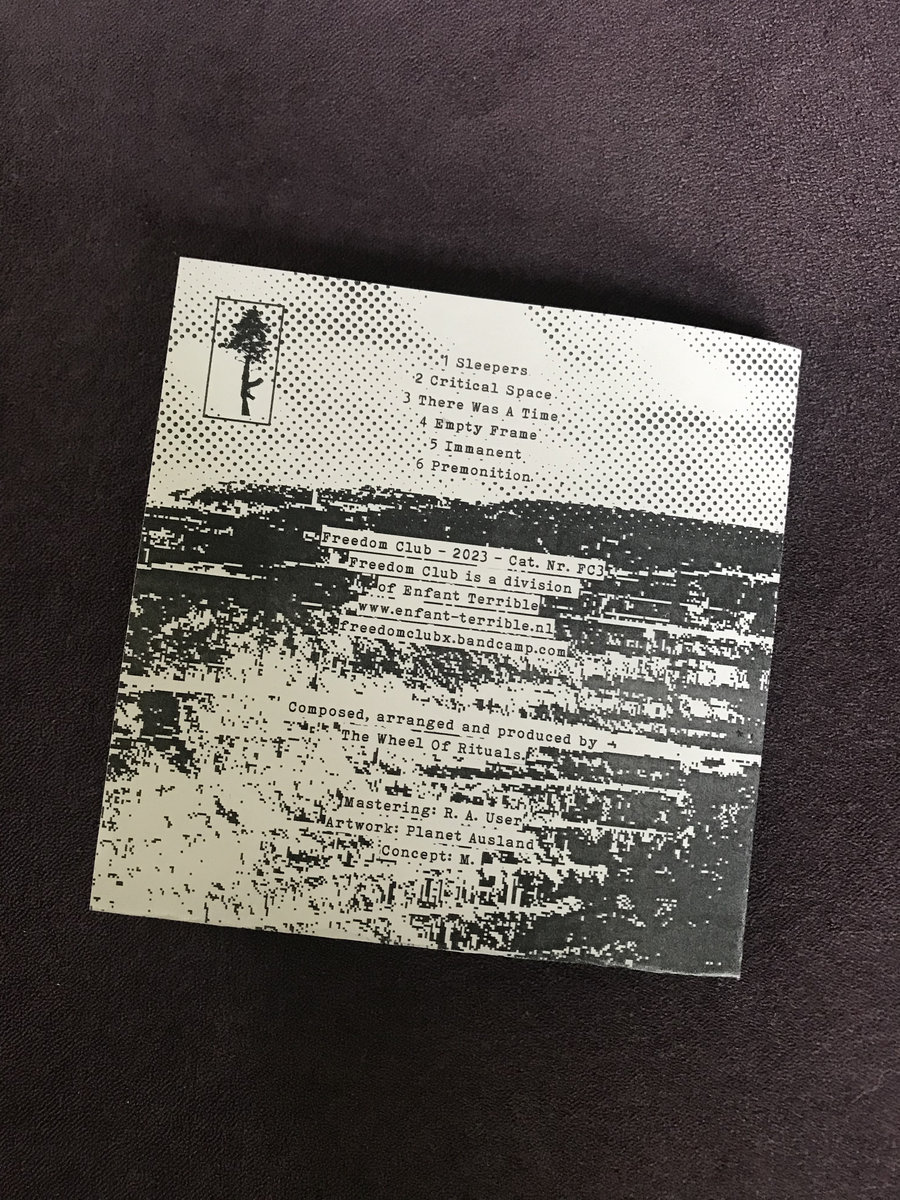 1 Sleepers
2 Critical Space
3 There Was A Time
4 Empty Frame
5 Immanent
6 Premonition
Freedom Club - 2023 - Cat. Nr. FC3
Freedom Club is a division
of Enfant Terrible
www.enfant-terrible.nl
freedomclubx.bandcamp.com
Composed, arranged and produced by
The Wheel Of Rituals
Mastering: R. A. User
Artwork: Planet Ausland
Concept: M.